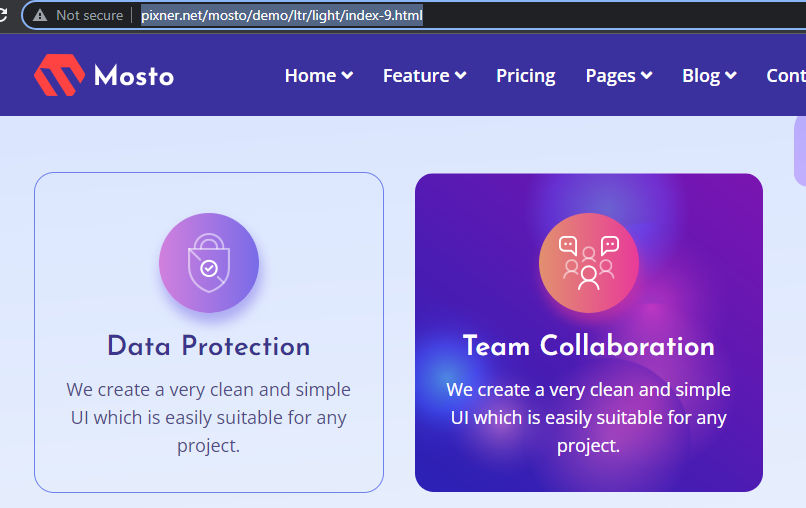 Not secure | pixner.net/mosto/demo/ltr/light/index-9.html
Mosto Home Feature Pricing Pages Blog Cont
Data Protection
We create a very clean and simple
UI which is easily suitable for any
project.
Team Collaboration
We create a very clean and simple
UI which is easily suitable for any
project.